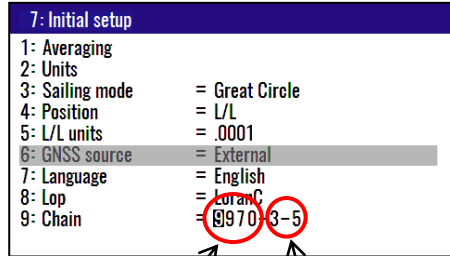 7: Initial setup
1: Averaging
2: Units
3: Sailing mode = Great Circle
4: Position = L/L
5: L/L units = .0001
6: GNSS source = External
7: Language = English
8: Lop = LoranC
9: Chain = 9970-3-5